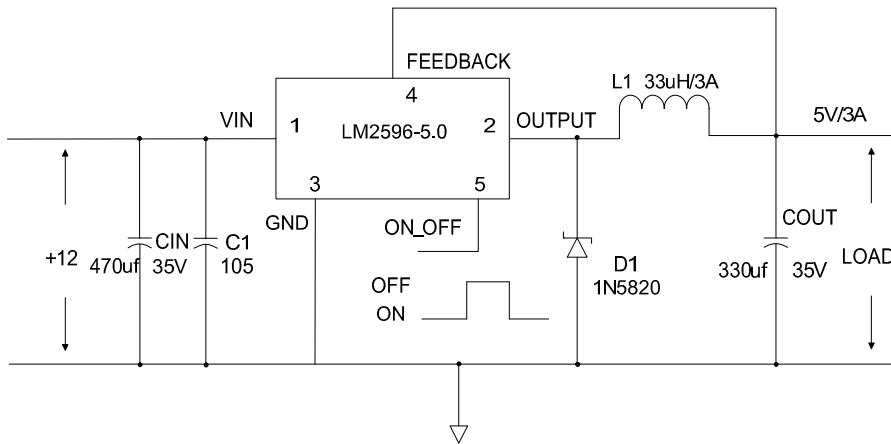 FEEDBACK
4
L1 33uH/3A
VIN
1
LM2596-5.0
2
OUTPUT
5V/3A
3
5
GND
ON_OFF
COUT
CIN
C1
+12
470uf
35V
105
D1
1N5820
330uf
35V
LOAD
OFF
ON